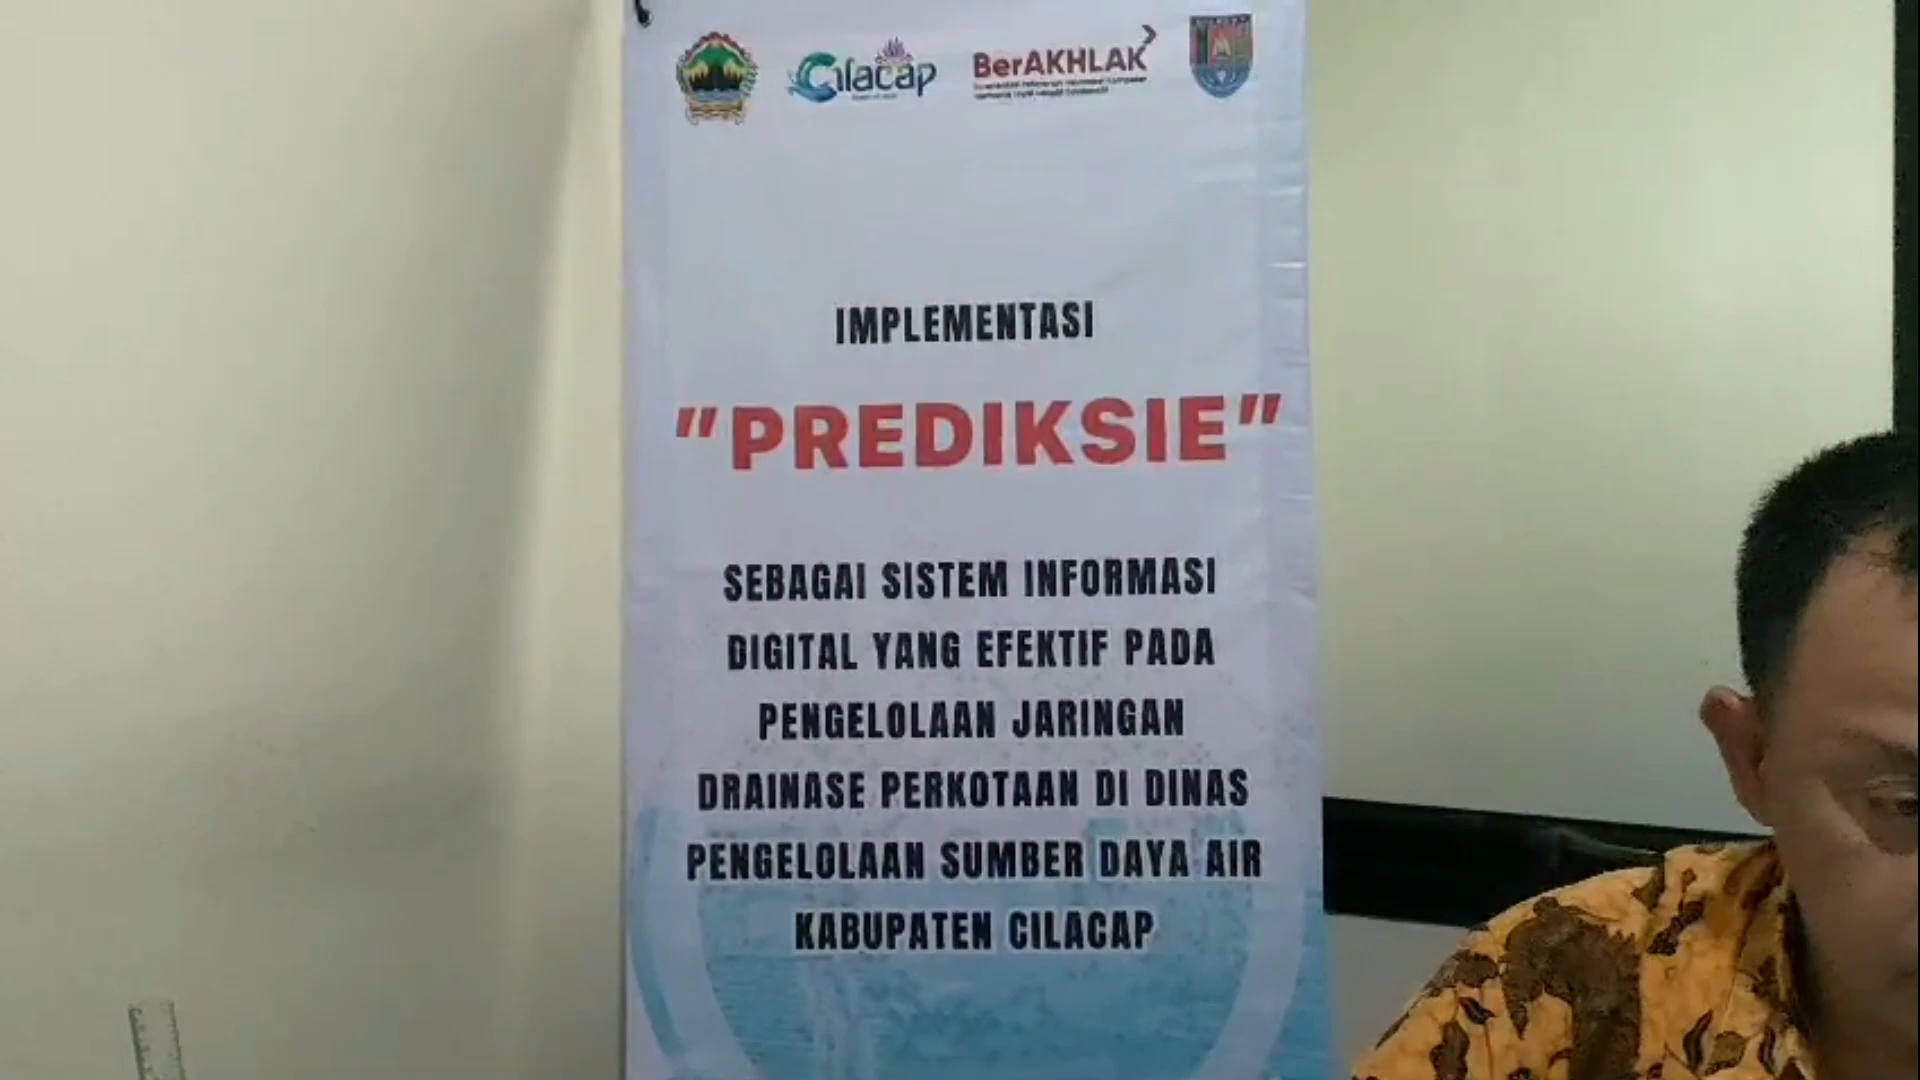 Cilacap
BerAKHLAK
IMPLEMENTASI
"PREDIKSIE"
SEBAGAI SISTEM INFORMASI
DIGITAL YANG EFEKTIF PADA
PENGELOLAAN JARINGAN
DRAINASE PERKOTAAN DI DINAS
PENGELOLAAN SUMBER DAYA AIR
KABUPATEN CILACAP